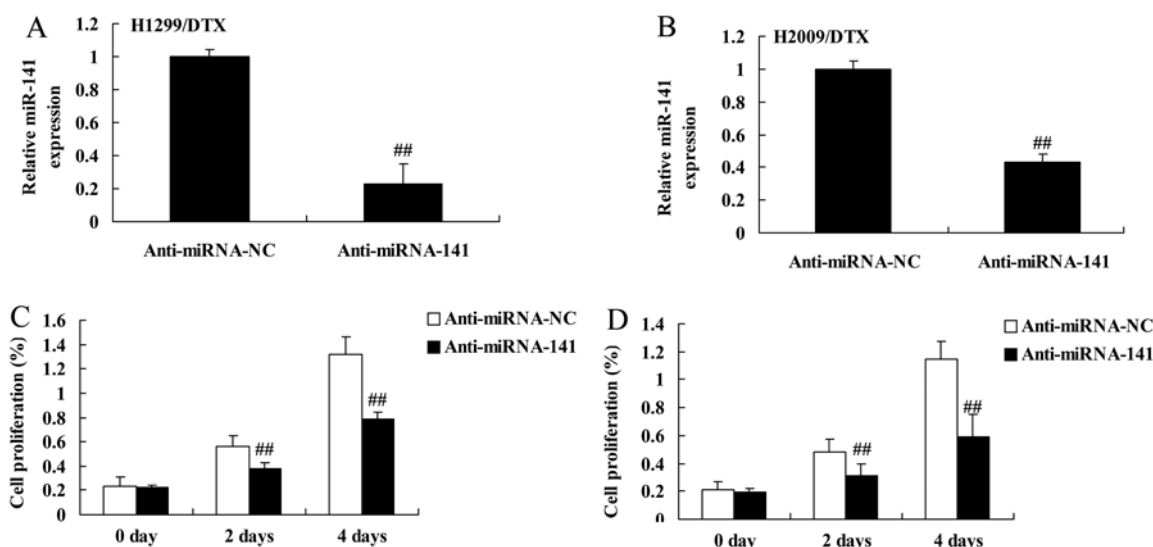 A
H1299/DTX
Relative miR-141
expression
1.2
1
0.8
0.6
0.4
0.2
0
##
Anti-miRNA-NC
Anti-miRNA-141
B
H2009/DTX
Relative miR-141
expression
1.2
1
0.8
0.6
0.4
0.2
0
##
Anti-miRNA-NC
Anti-miRNA-141
C
Cell proliferation (%)
1.6
1.4
1.2
1
0.8
0.6
0.4
0.2
0
Anti-miRNA-NC
Anti-miRNA-141
##
##
0 day
2 days
4 days
D
Cell proliferation (%)
1.4
1.2
1.0
0.8
0.6
0.4
0.2
0
Anti-miRNA-NC
Anti-miRNA-141
##
##
0 day
2 days
4 days